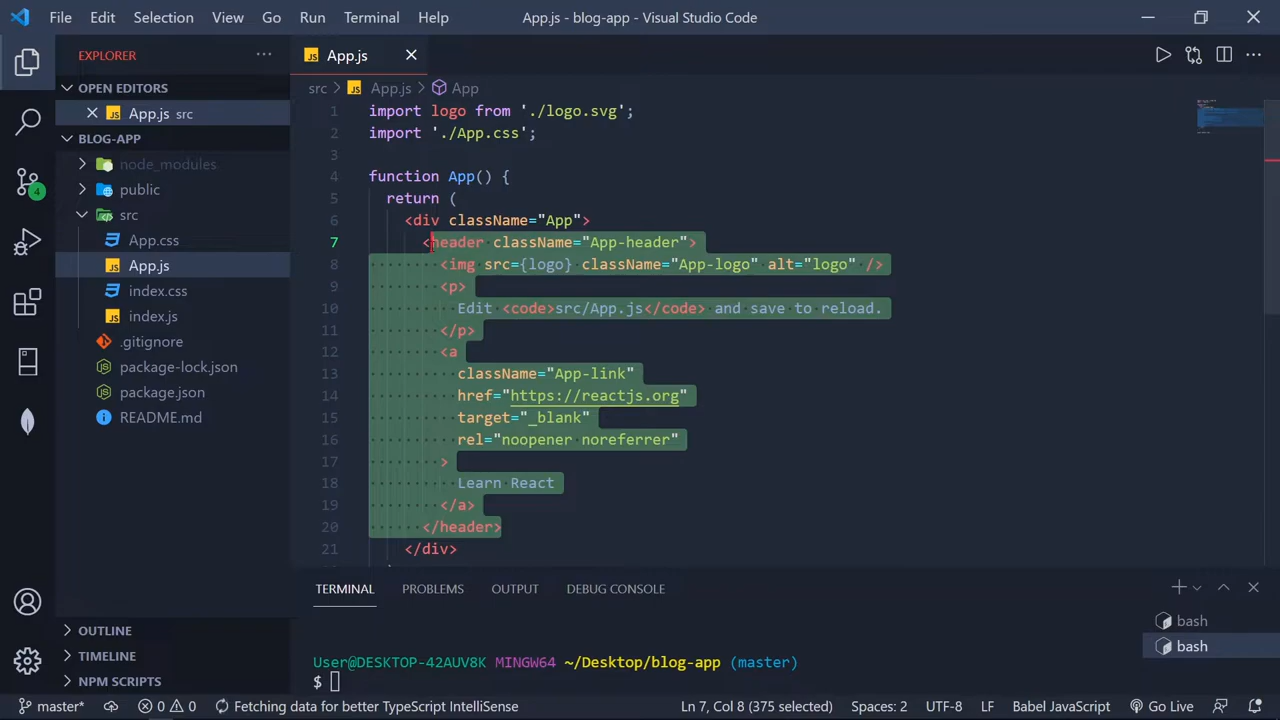 File Edit Selection View Go Run Terminal Help App.js - blog-app - Visual Studio Code
EXPLORER
OPEN EDITORS
App.js src
BLOG-APP
node_modules
public
src
App.css
App.js
index.css
index.js
.gitignore
package-lock.json
package.json
README.md
OUTLINE
TIMELINE
NPM SCRIPTS
4
App.js
src > App.js > App
1 import logo from './logo.svg';
2 import './App.css';
3
4 function App() {
5 return (
6 <div className="App">
7 <header className="App-header">
8 <img src={logo} className="App-logo" alt="logo" />
9 <p>
10 Edit <code>src/App.js</code> and save to reload.
11 </p>
12 <a
13 className="App-link"
14 href="https://reactjs.org"
15 target="_blank"
16 rel="noopener noreferrer"
17 >
18 Learn React
19 </a>
20 </header>
21 </div>
TERMINAL PROBLEMS OUTPUT DEBUG CONSOLE
bash
bash
User@DESKTOP-42AUV8K MINGW64 ~/Desktop/blog-app (master)
$
master* 0 0 Fetching data for better TypeScript IntelliSense Ln 7, Col 8 (375 selected) Spaces: 2 UTF-8 LF Babel JavaScript Go Live